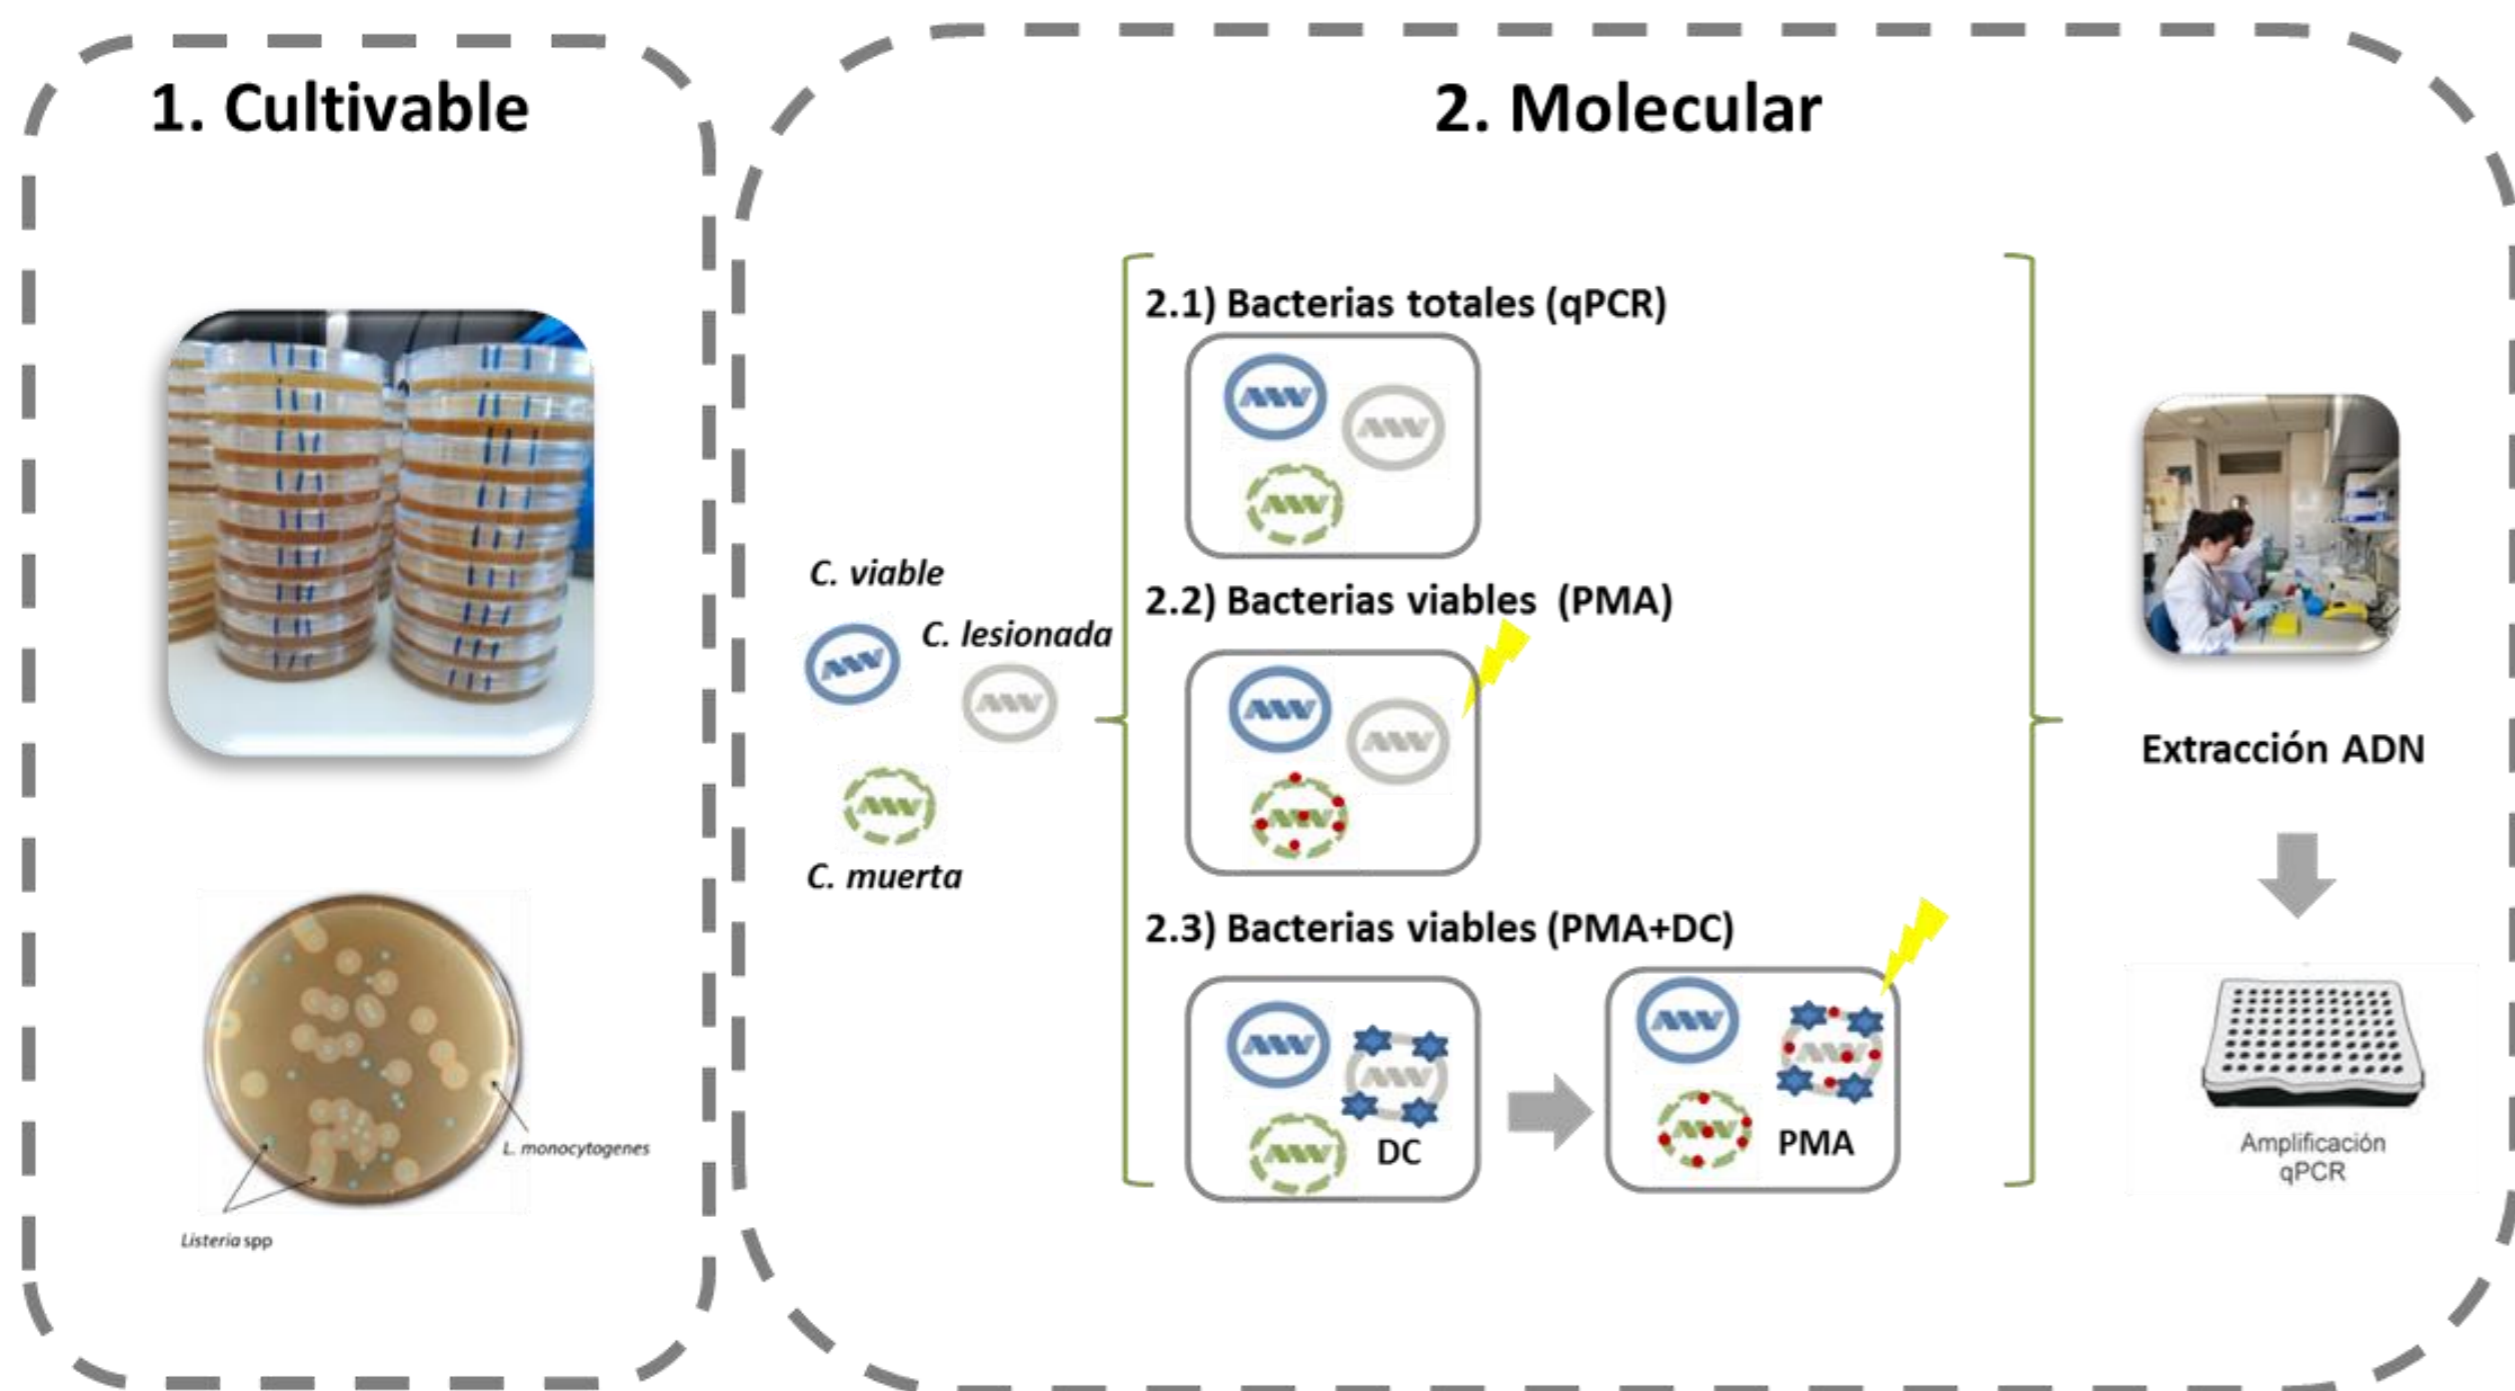 1. Cultivable
L. monocytogenes
Listeria spp
2. Molecular
C. viable
C. lesionada
C. muerta
2.1) Bacterias totales (qPCR)
2.2) Bacterias viables (PMA)
2.3) Bacterias viables (PMA+DC)
DC
PMA
Extracción ADN
Amplificación
qPCR